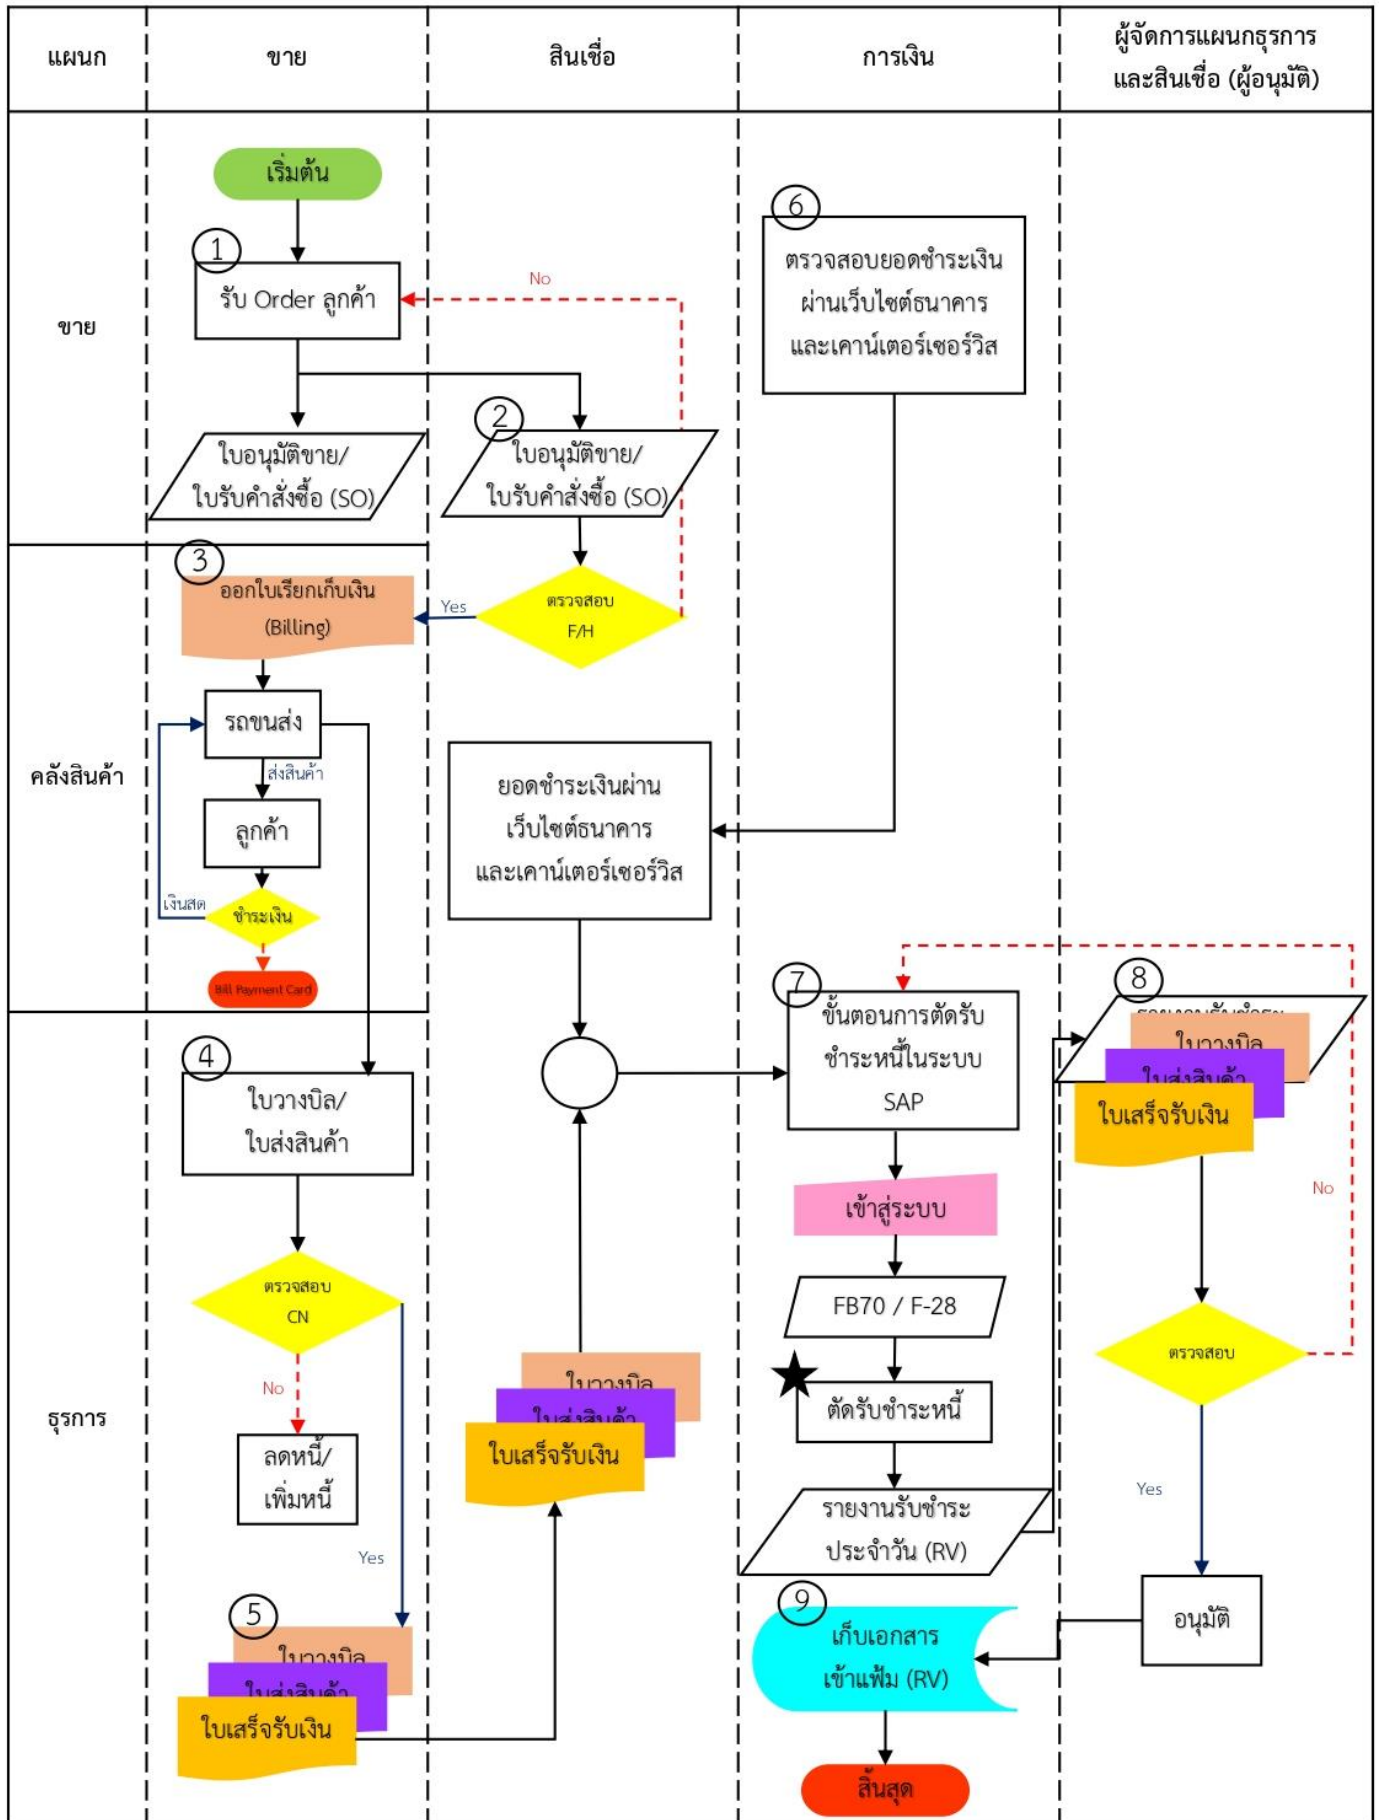 แผนก
ขาย
สินเชื่อ
การเงิน
ผู้จัดการแผนกธุรการ
และสินเชื่อ (ผู้อนุมัติ)
เริ่มต้น
1
รับ Order ลูกค้า
No
6
ตรวจสอบยอดชำระเงิน
ผ่านเว็บไซต์ธนาคาร
และเคาน์เตอร์เซอร์วิส
ขาย
ใบอนุมัติขาย/
ใบรับคำสั่งซื้อ (SO)
2
ใบอนุมัติขาย/
ใบรับคำสั่งซื้อ (SO)
3
ออกใบเรียกเก็บเงิน
(Billing)
Yes
ตรวจสอบ
F/H
คลังสินค้า
รถขนส่ง
ส่งสินค้า
ลูกค้า
เงินสด
ชำระเงิน
Bill Payment Card
ยอดชำระเงินผ่าน
เว็บไซต์ธนาคาร
และเคาน์เตอร์เซอร์วิส
4
ใบวางบิล/
ใบส่งสินค้า
7
ขั้นตอนการตัดรับ
ชำระหนี้ในระบบ
SAP
8
รายงานรับชำระ
ใบวางบิล
ใบส่งสินค้า
ใบเสร็จรับเงิน
No
เข้าสู่ระบบ
ตรวจสอบ
CN
FB70 / F-28
ตรวจสอบ
No
ธุรการ
ลดหนี้/
เพิ่มหนี้
ใบวางบิล
ใบส่งสินค้า
ใบเสร็จรับเงิน
ตัดรับชำระหนี้
Yes
รายงานรับชำระ
ประจำวัน (RV)
Yes
5
ใบวางบิล
ใบส่งสินค้า
ใบเสร็จรับเงิน
9
เก็บเอกสาร
เข้าแฟ้ม (RV)
อนุมัติ
สิ้นสุด